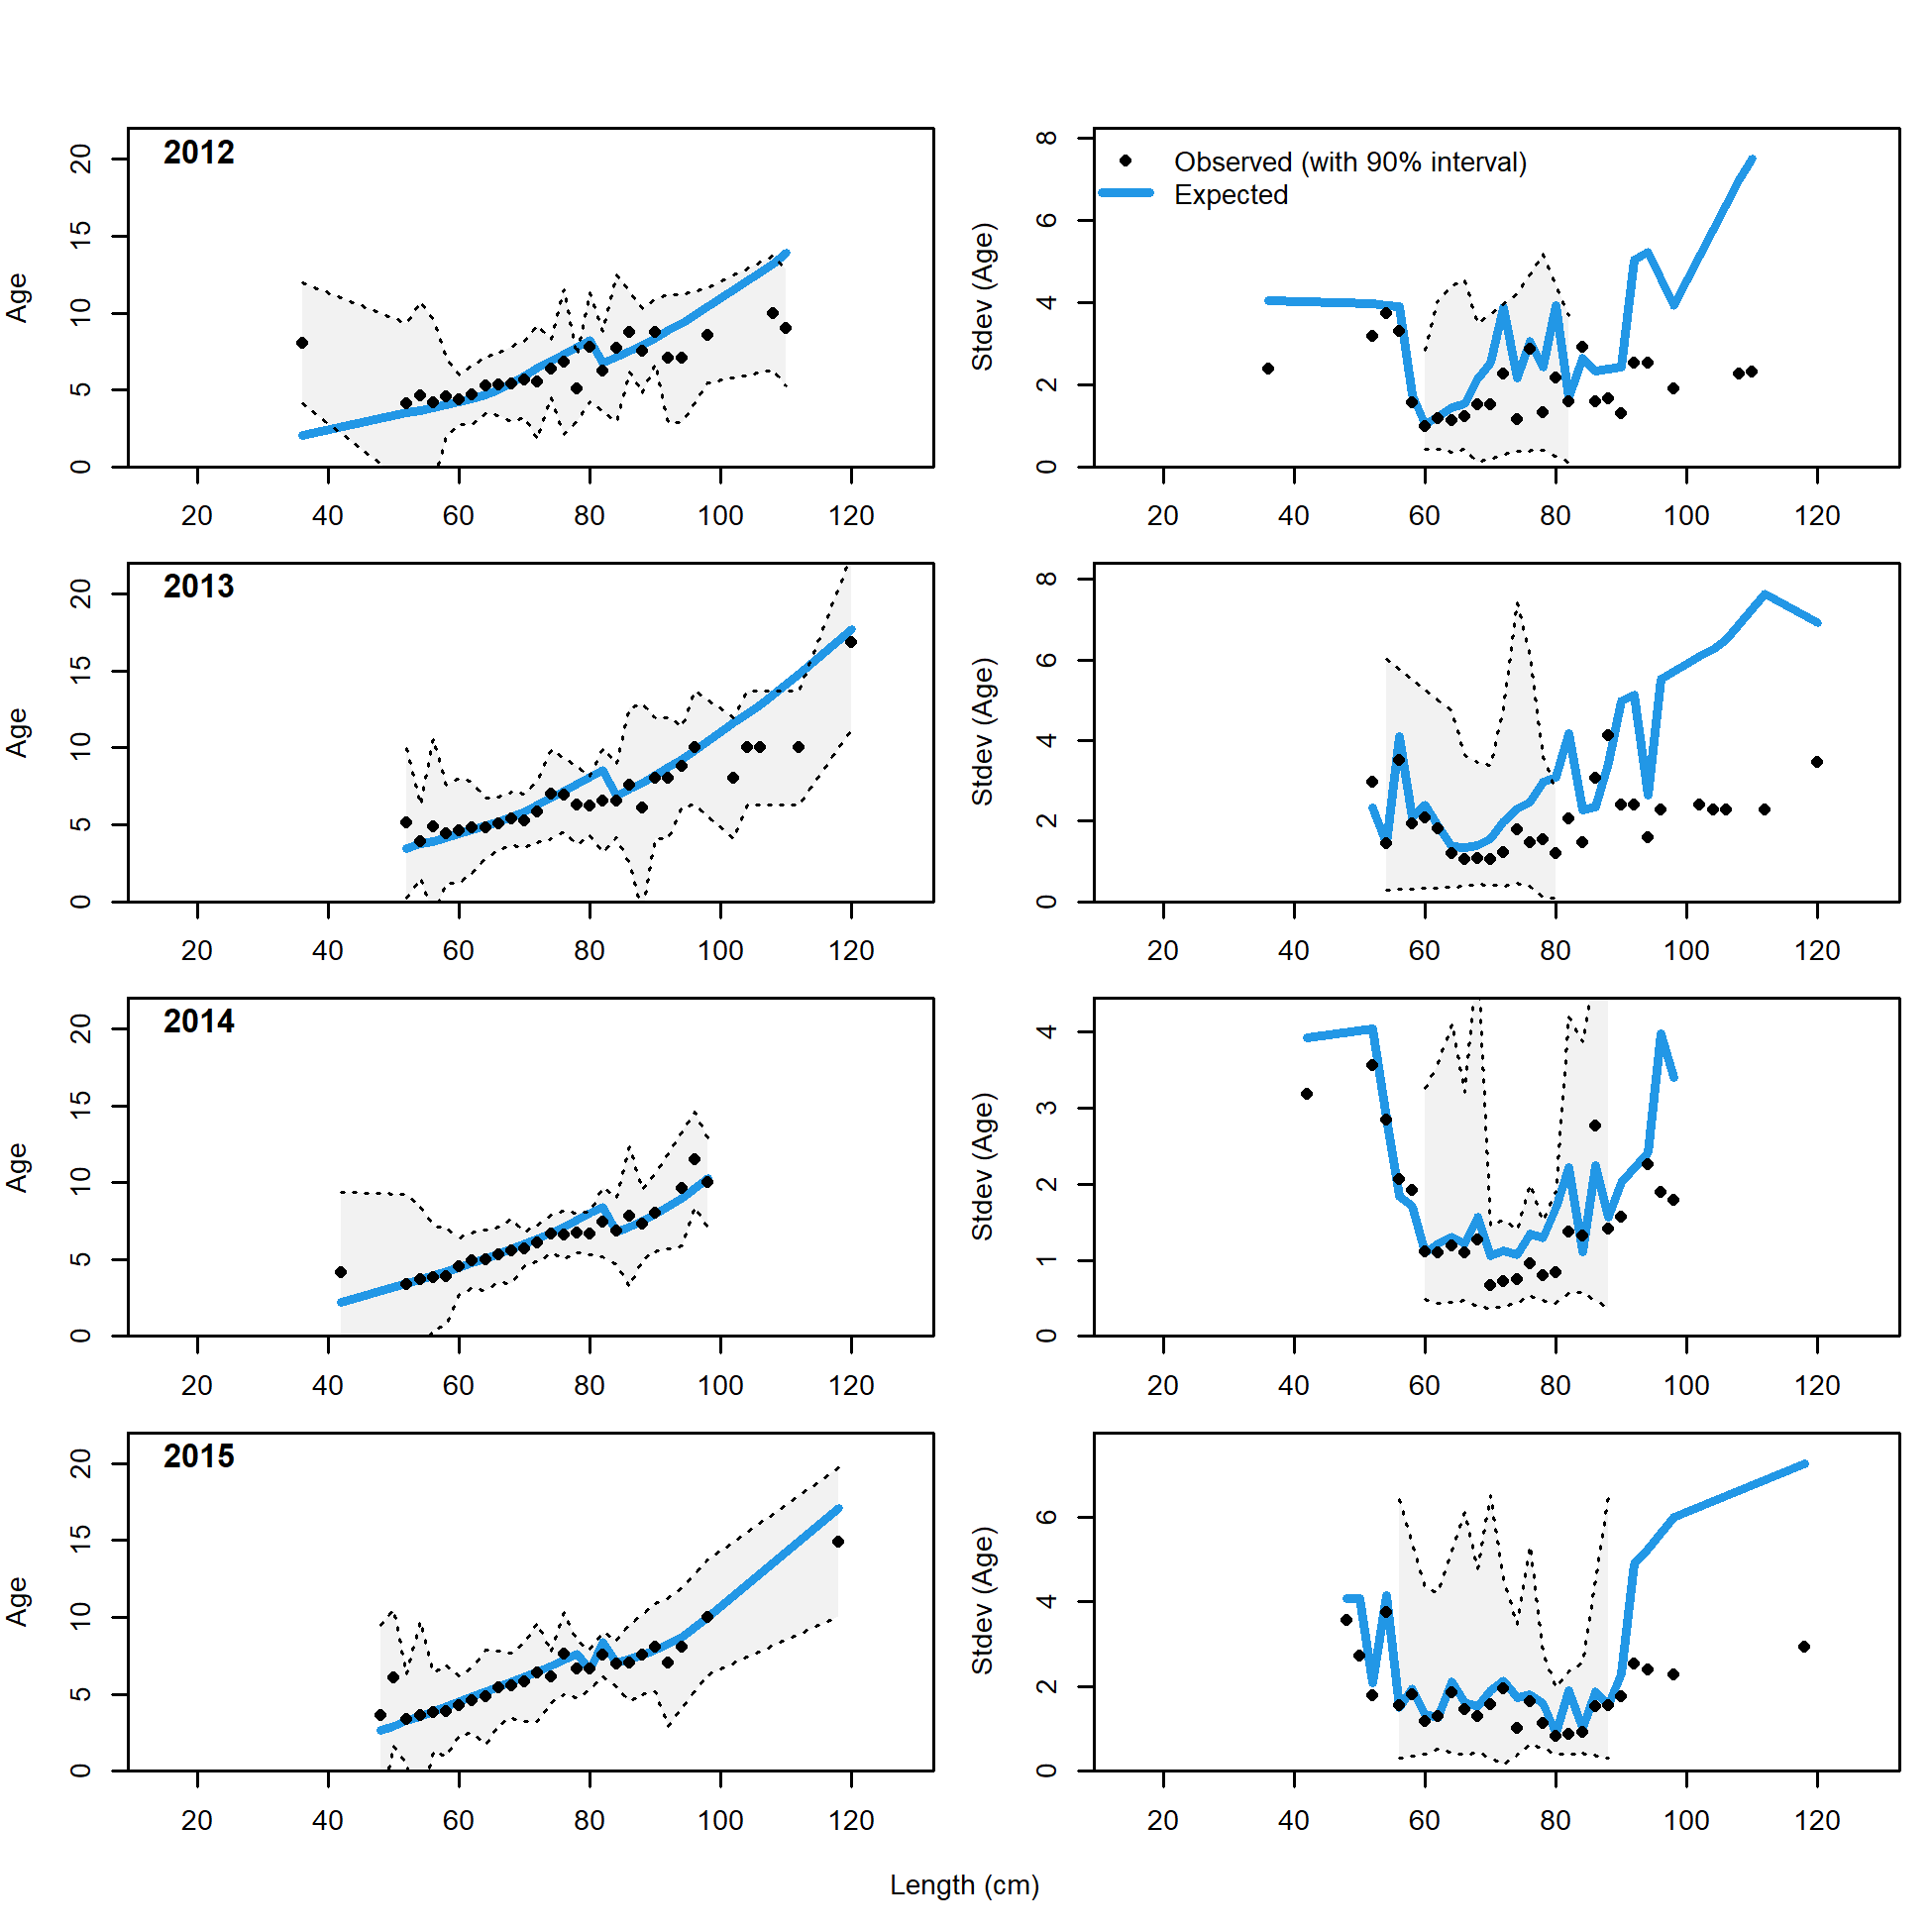 2012
Age
0 5 10 15 20
20 40 60 80 100 120
Observed (with 90% interval)
Expected
Stdev (Age)
0 2 4 6 8
20 40 60 80 100 120
2013
Age
0 5 10 15 20
20 40 60 80 100 120
Stdev (Age)
0 2 4 6 8
20 40 60 80 100 120
2014
Age
0 5 10 15 20
20 40 60 80 100 120
Stdev (Age)
0 1 2 3 4
20 40 60 80 100 120
2015
Age
0 5 10 15 20
20 40 60 80 100 120
Stdev (Age)
0 2 4 6
20 40 60 80 100 120
Length (cm)